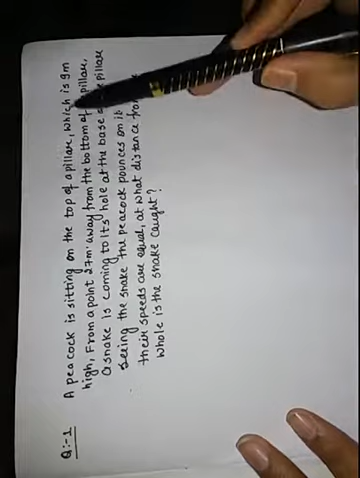 Q:-1 A peacock is sitting on the top of a pillar, which is 9m
high, From a point 27m away from the bottom of pillar,
a snake is coming to Its hole at the base pillar
seeing the snake the peacock pounces on it
their speeds are equal, at what distance from
whole is the snake caught?